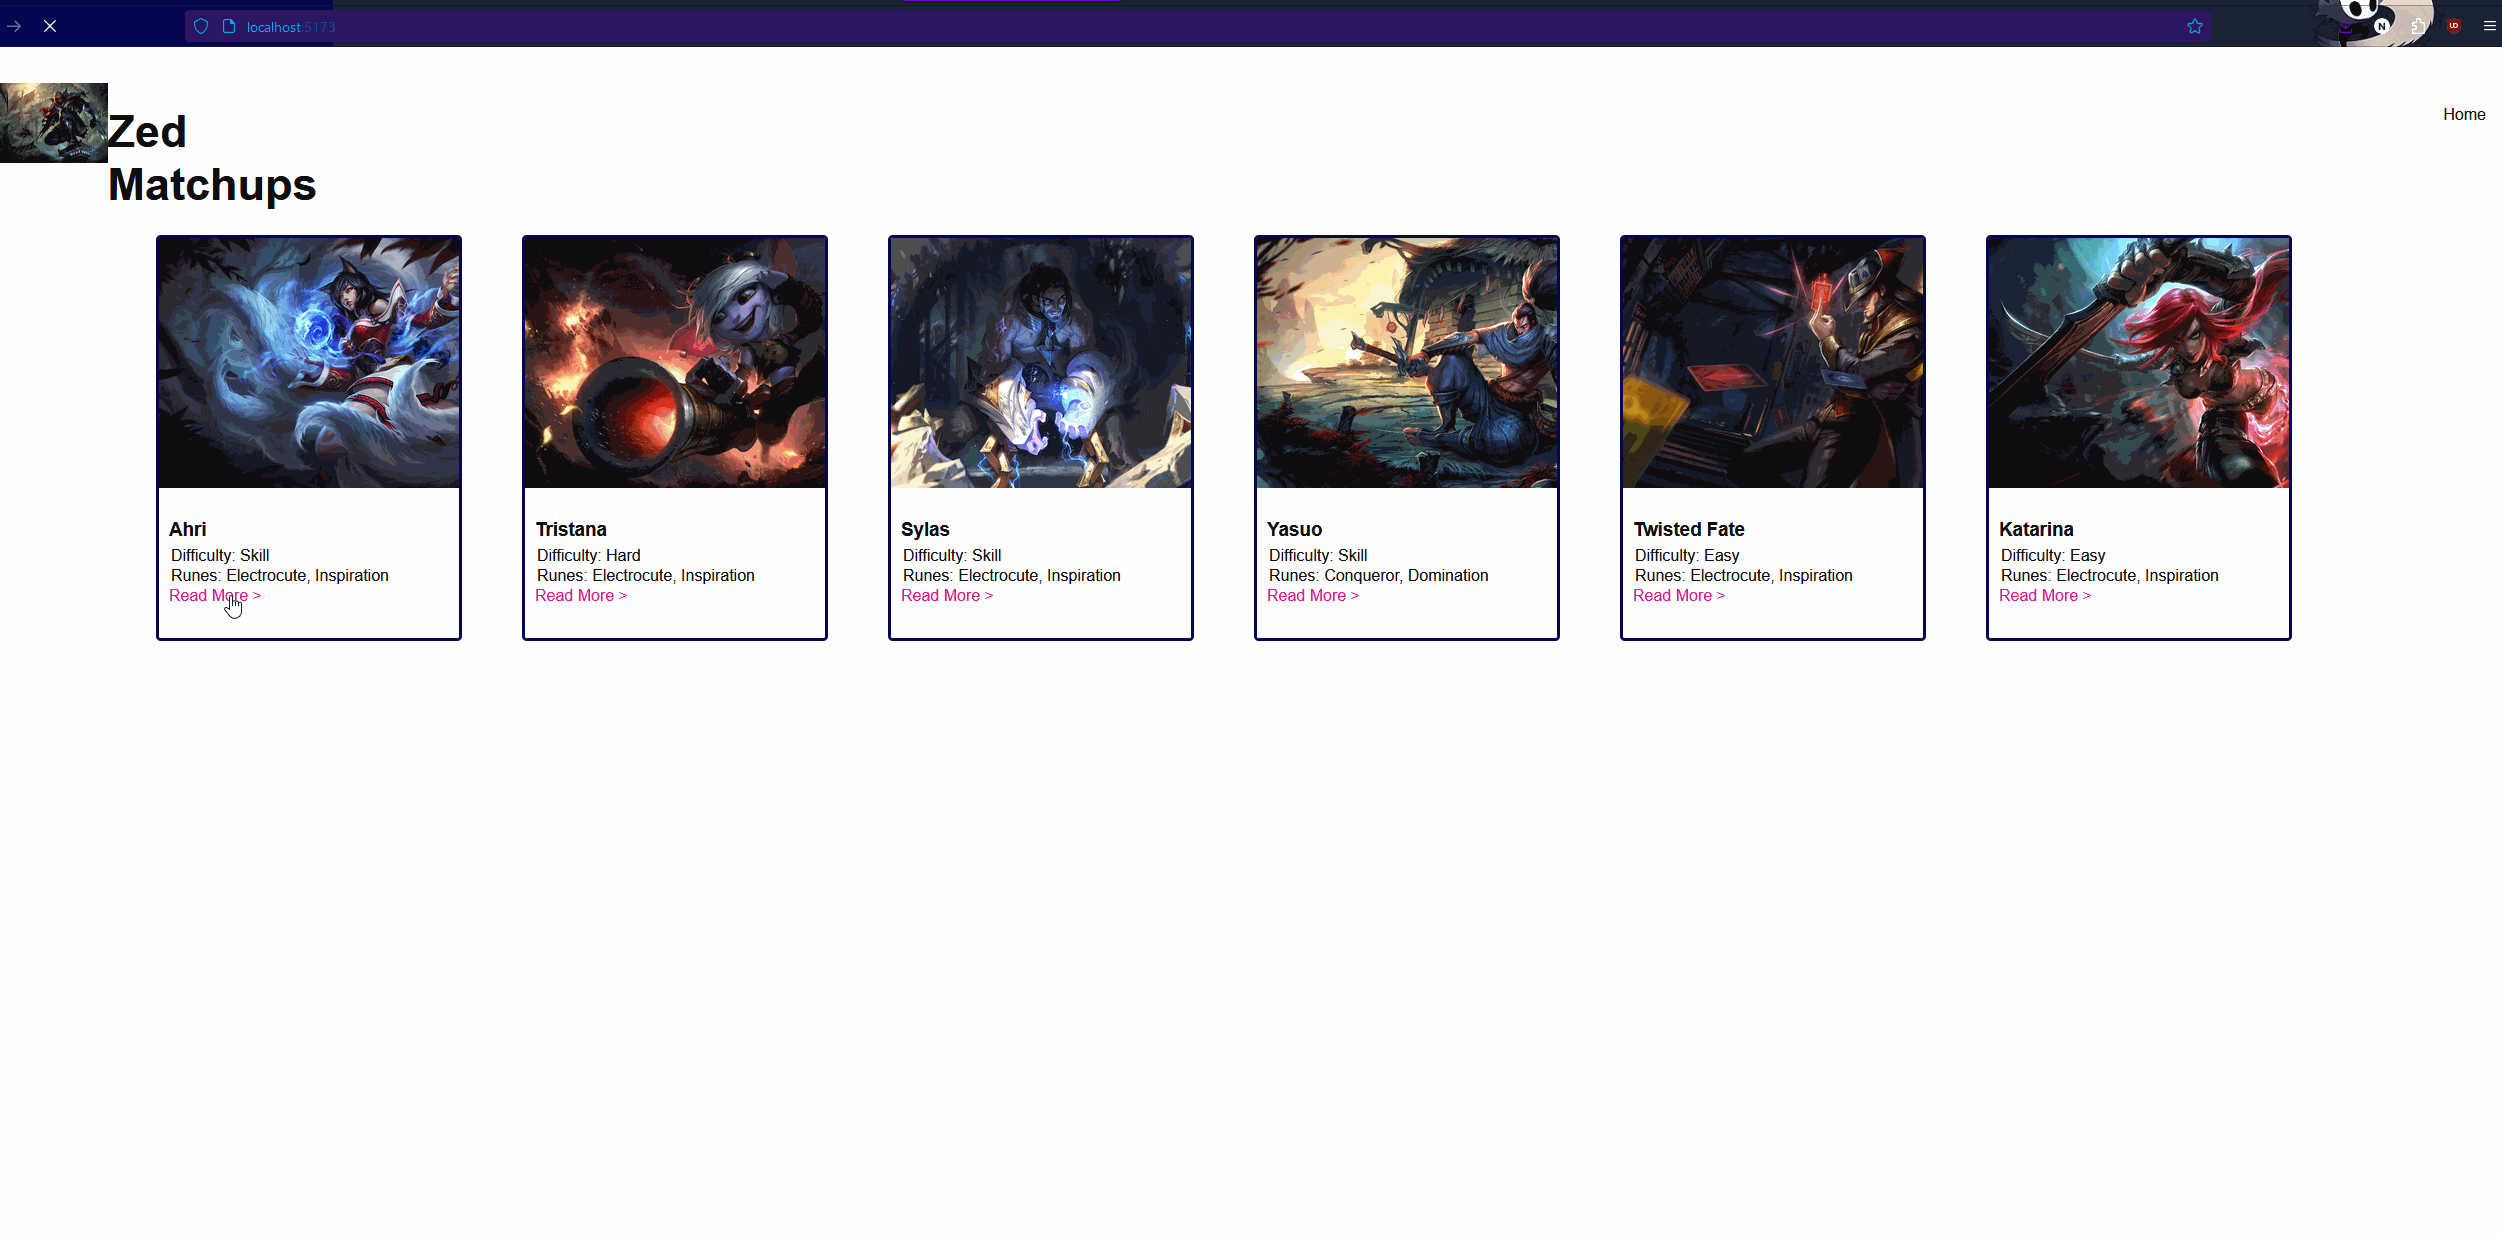 localhost:5173
N
UD
Zed
Matchups
Home
Ahri
Difficulty: Skill
Runes: Electrocute, Inspiration
Read More >
Tristana
Difficulty: Hard
Runes: Electrocute, Inspiration
Read More >
Sylas
Difficulty: Skill
Runes: Electrocute, Inspiration
Read More >
Yasuo
Difficulty: Skill
Runes: Conqueror, Domination
Read More >
Twisted Fate
Difficulty: Easy
Runes: Electrocute, Inspiration
Read More >
Katarina
Difficulty: Easy
Runes: Electrocute, Inspiration
Read More >